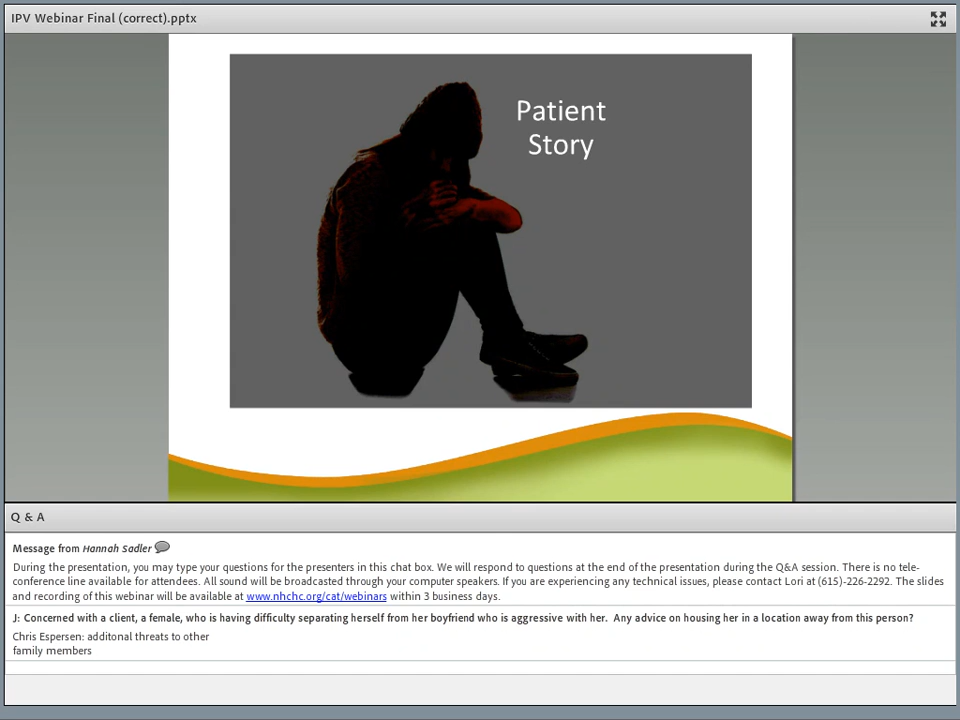 IPV Webinar Final (correct).pptx
Patient
Story
Q & A
Message from Hannah Sadler
During the presentation, you may type your questions for the presenters in this chat box. We will respond to questions at the end of the presentation during the Q&A session. There is no tele-
conference line available for attendees. All sound will be broadcasted through your computer speakers. If you are experiencing any technical issues, please contact Lori at (615)-226-2292. The slides
and recording of this webinar will be available at www.nhchc.org/cat/webinars within 3 business days.
J: Concerned with a client, a female, who is having difficulty separating herself from her boyfriend who is aggressive with her. Any advice on housing her in a location away from this person?
Chris Espersen: additonal threats to other
family members